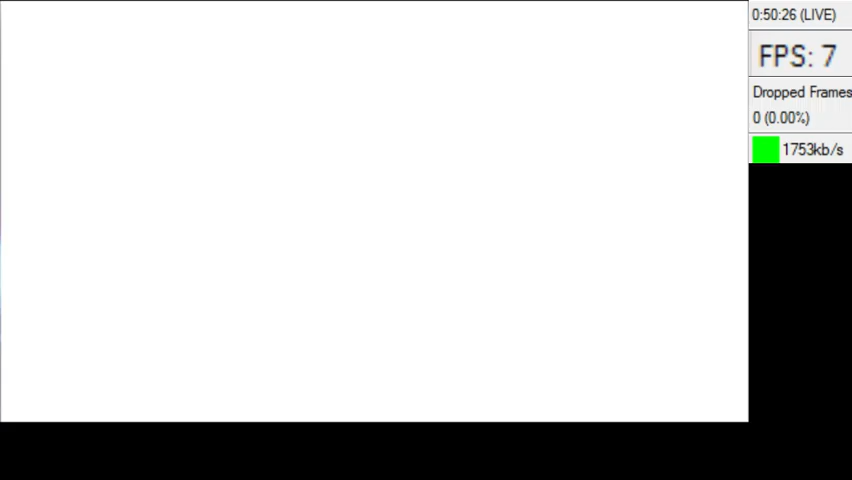 0:50:26 (LIVE)
FPS: 7
Dropped Frames
0 (0.00%)
1753kb/s